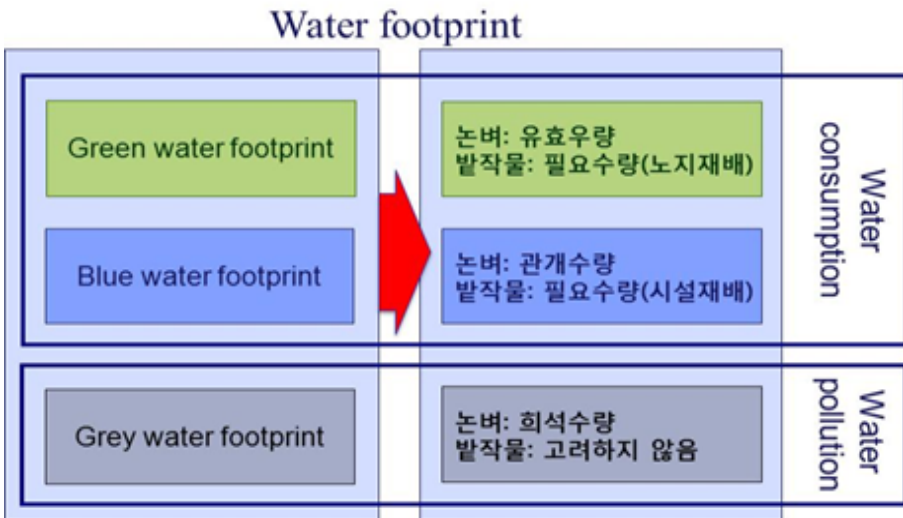 Water footprint
Green water footprint
논벼: 유효우량
밭작물: 필요수량(노지재배)
Blue water footprint
논벼: 관개수량
밭작물: 필요수량(시설재배)
Water
consumption
Grey water footprint
논벼: 희석수량
밭작물: 고려하지 않음
Water
pollution